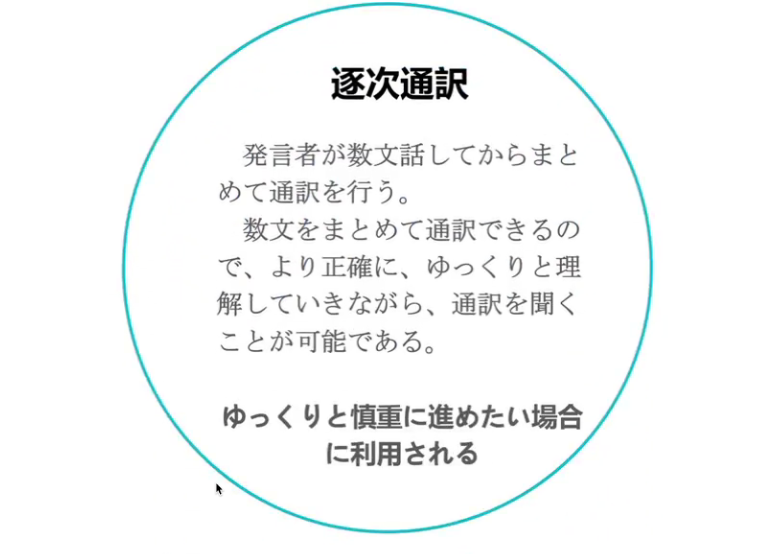 逐次通訳
　発言者が数文話してからまと
めて通訳を行う。
　数文をまとめて通訳できるの
で、より正確に、ゆっくりと理
解していきながら、通訳を聞く
ことが可能である。
ゆっくりと慎重に進めたい場合
に利用される